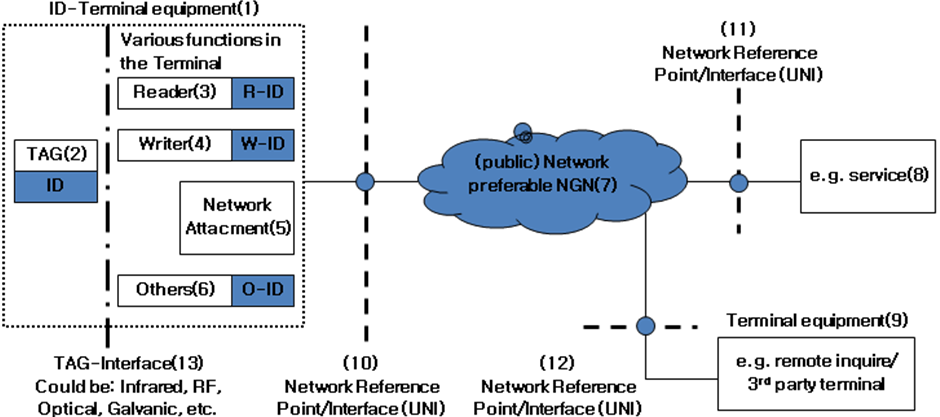 ID-Terminal equipment(1)
Various functions in
the Terminal
Reader(3) R-ID
Writer(4) W-ID
TAG(2)
ID
Network
Attacment(5)
Others(6) O-ID
TAG-Interface(13)
Could be: Infrared, RF,
Optical, Galvanic, etc.
(10)
Network Reference
Point/Interface(UNI)
(public) Network
preferable NGN(7)
(11)
Network Reference
Point/Interface(UNI)
e.g. service(8)
(12)
Network Reference
Point/Interface(UNI)
Terminal equipment(9)
e.g. remote inquire/
3rd party terminal